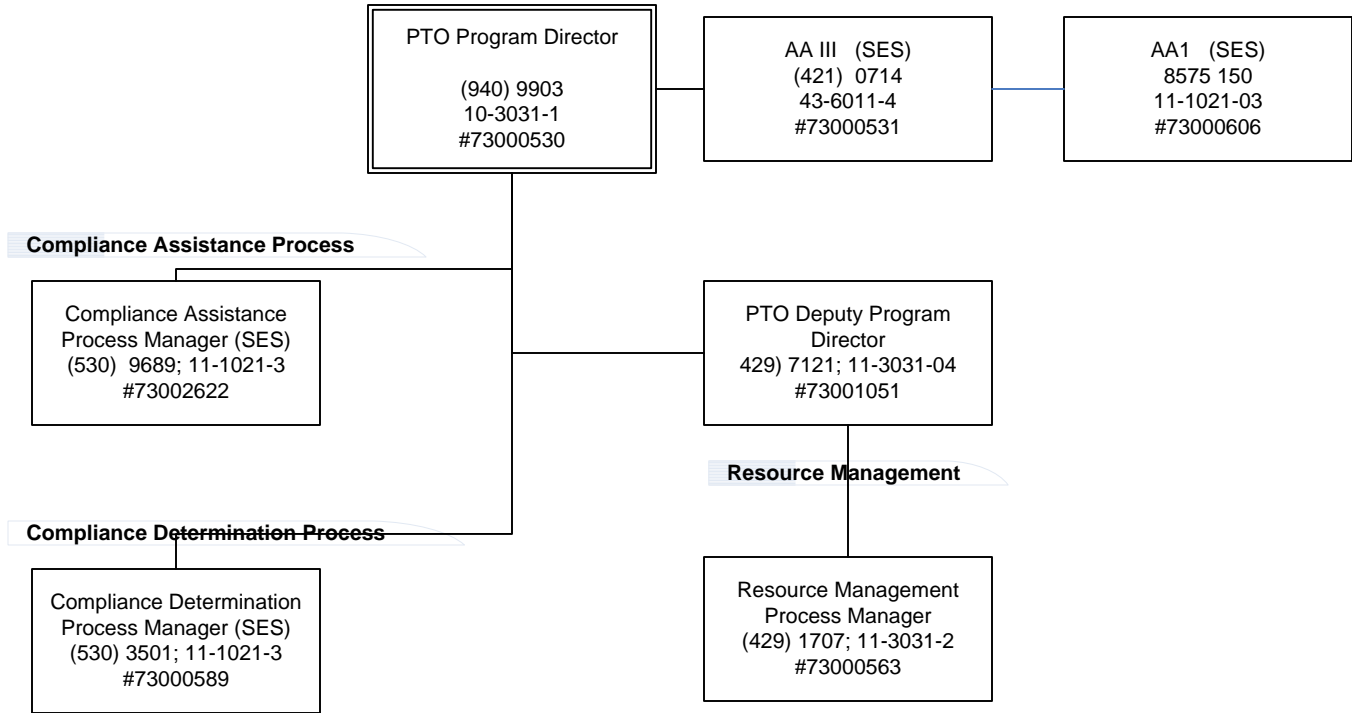 PTO Program Director
(940) 9903
10-3031-1
#73000530
AA III (SES)
(421) 0714
43-6011-4
#73000531
AA1 (SES)
8575 150
11-1021-03
#73000606
Compliance Assistance Process
Compliance Assistance
Process Manager (SES)
(530) 9689; 11-1021-3
#73002622
PTO Deputy Program
Director
429) 7121; 11-3031-04
#73001051
Resource Management
Compliance Determination Process
Compliance Determination
Process Manager (SES)
(530) 3501; 11-1021-3
#73000589
Resource Management
Process Manager
(429) 1707; 11-3031-2
#73000563